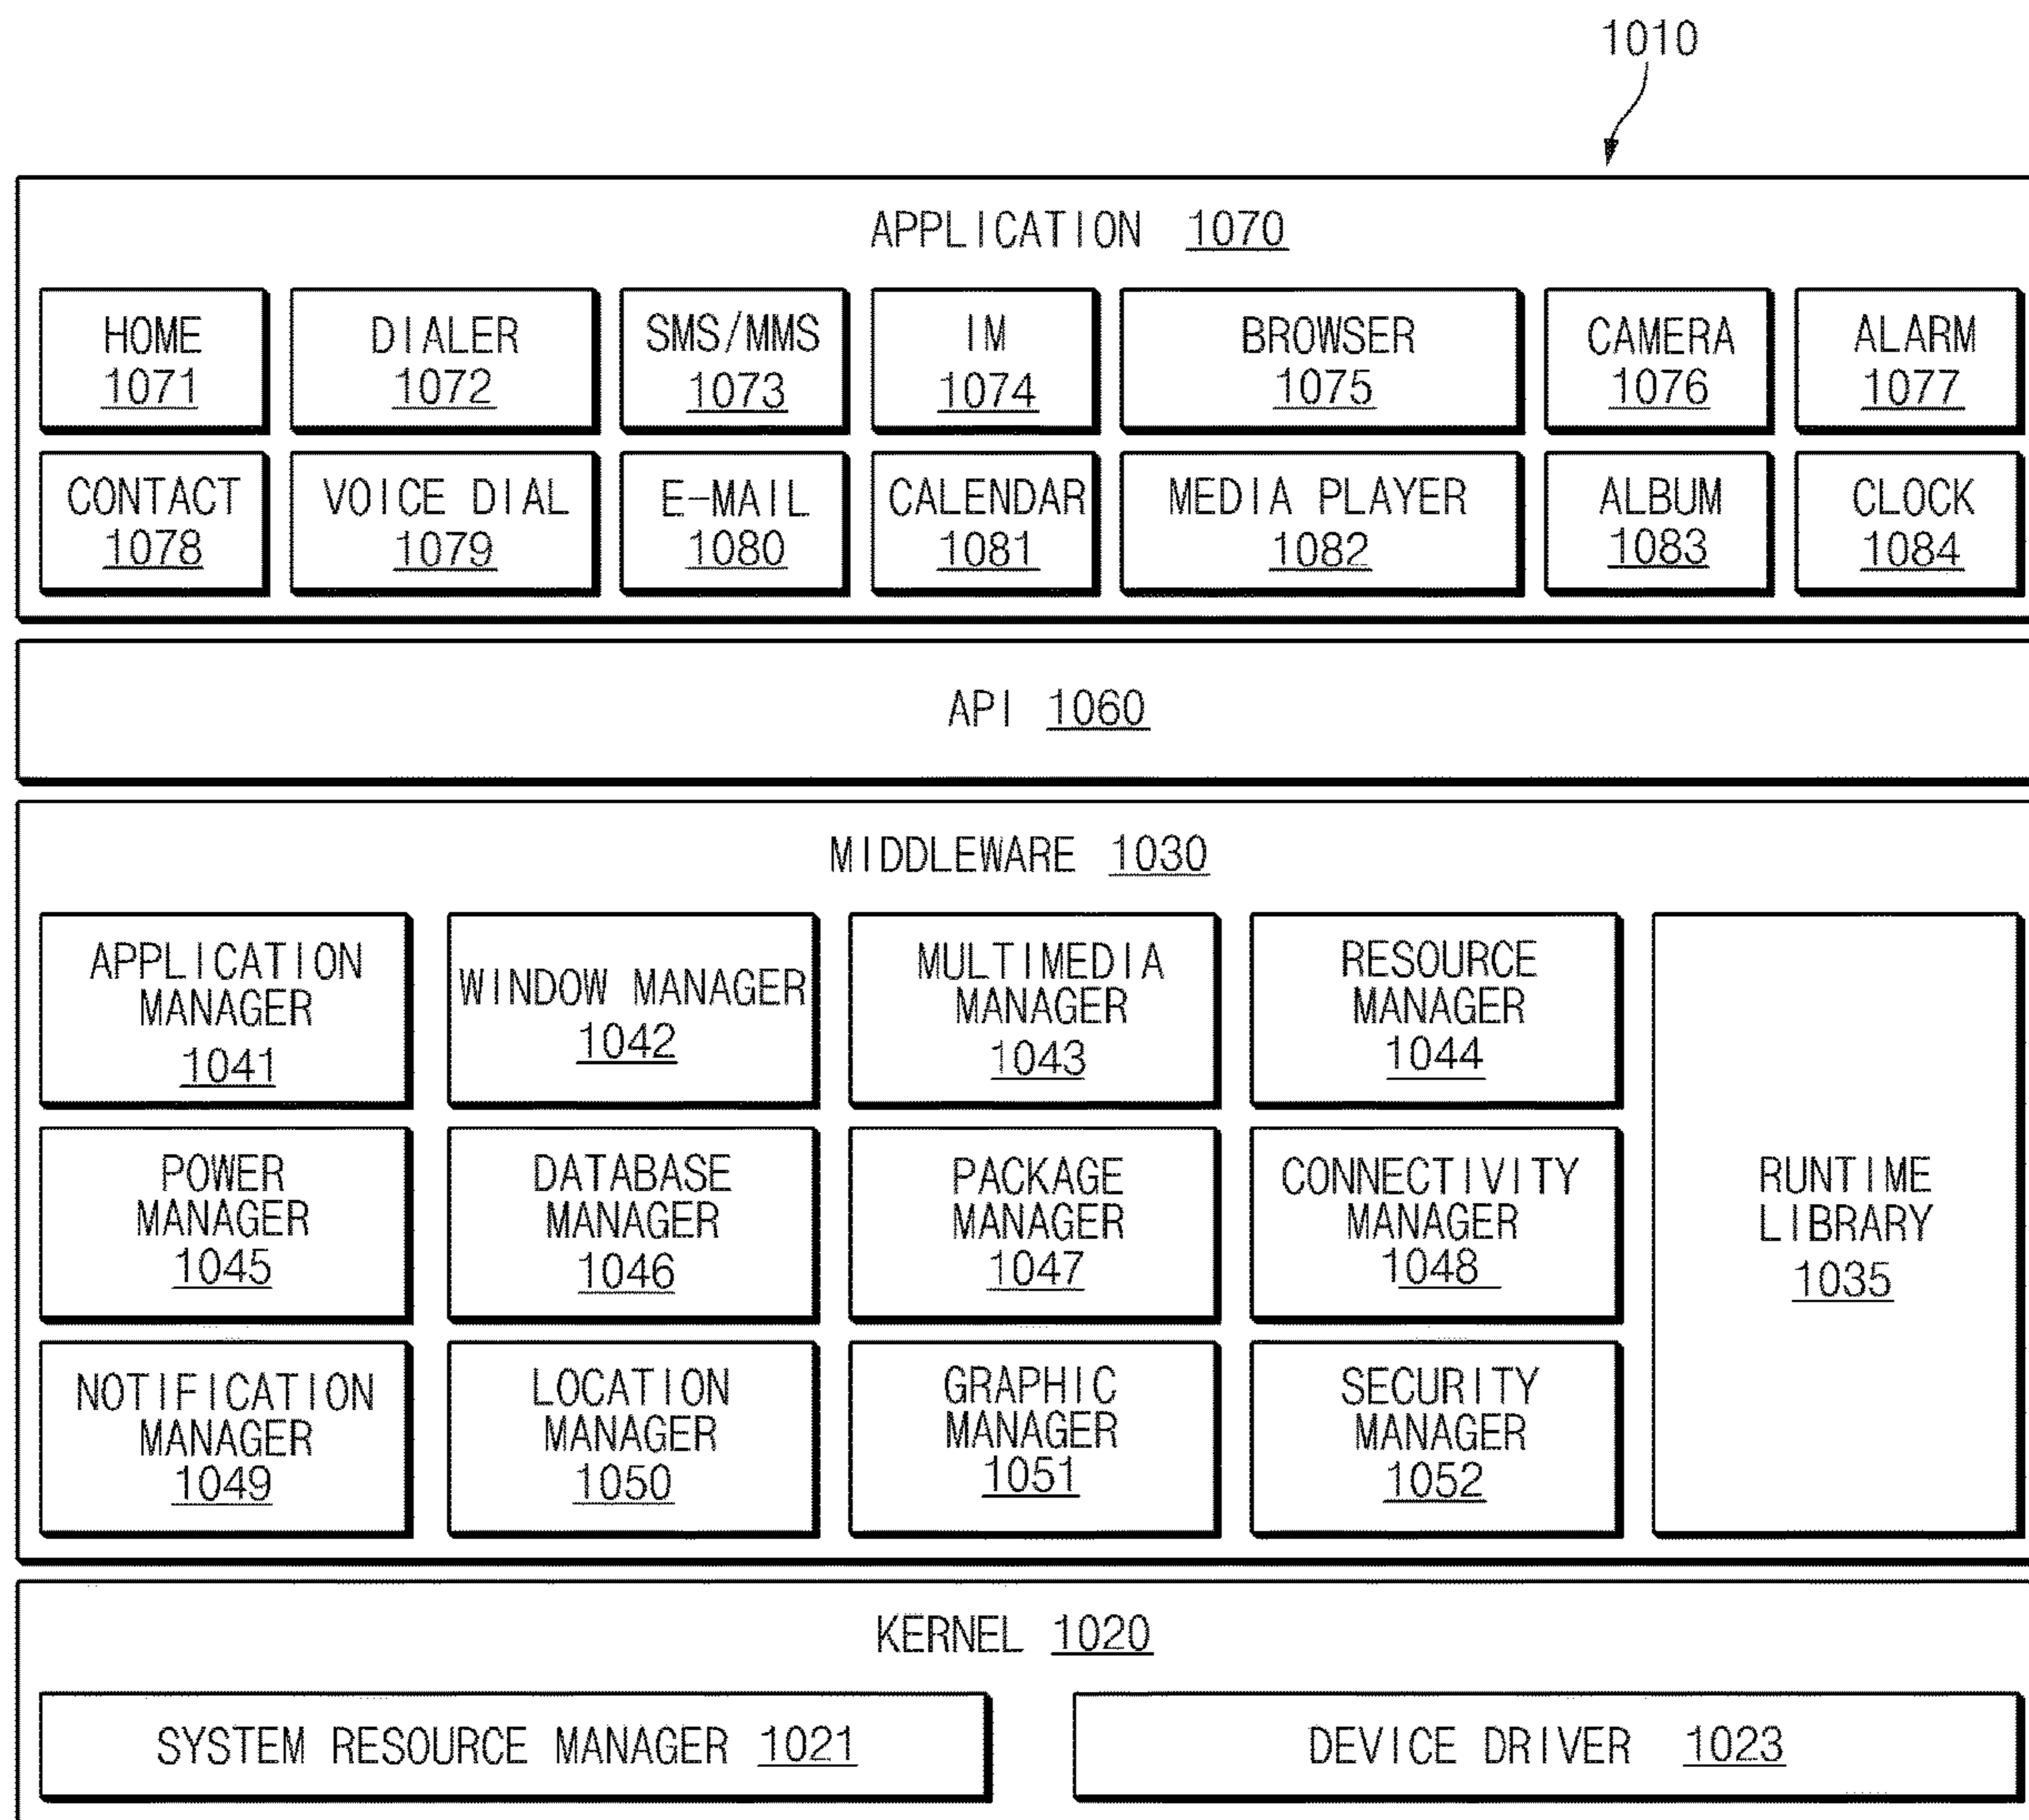 1010
APPLICATION 1070
HOME
1071
DIALER
1072
SMS/MMS
1073
IM
1074
BROWSER
1075
CAMERA
1076
ALARM
1077
CONTACT
1078
VOICE DIAL
1079
E-MAIL
1080
CALENDAR
1081
MEDIA PLAYER
1082
ALBUM
1083
CLOCK
1084
API 1060
MIDDLEWARE 1030
APPLICATION
MANAGER
1041
WINDOW MANAGER
1042
MULTIMEDIA
MANAGER
1043
RESOURCE
MANAGER
1044
POWER
MANAGER
1045
DATABASE
MANAGER
1046
PACKAGE
MANAGER
1047
CONNECTIVITY
MANAGER
1048
RUNTIME
LIBRARY
1035
NOTIFICATION
MANAGER
1049
LOCATION
MANAGER
1050
GRAPHIC
MANAGER
1051
SECURITY
MANAGER
1052
KERNEL 1020
SYSTEM RESOURCE MANAGER 1021
DEVICE DRIVER 1023